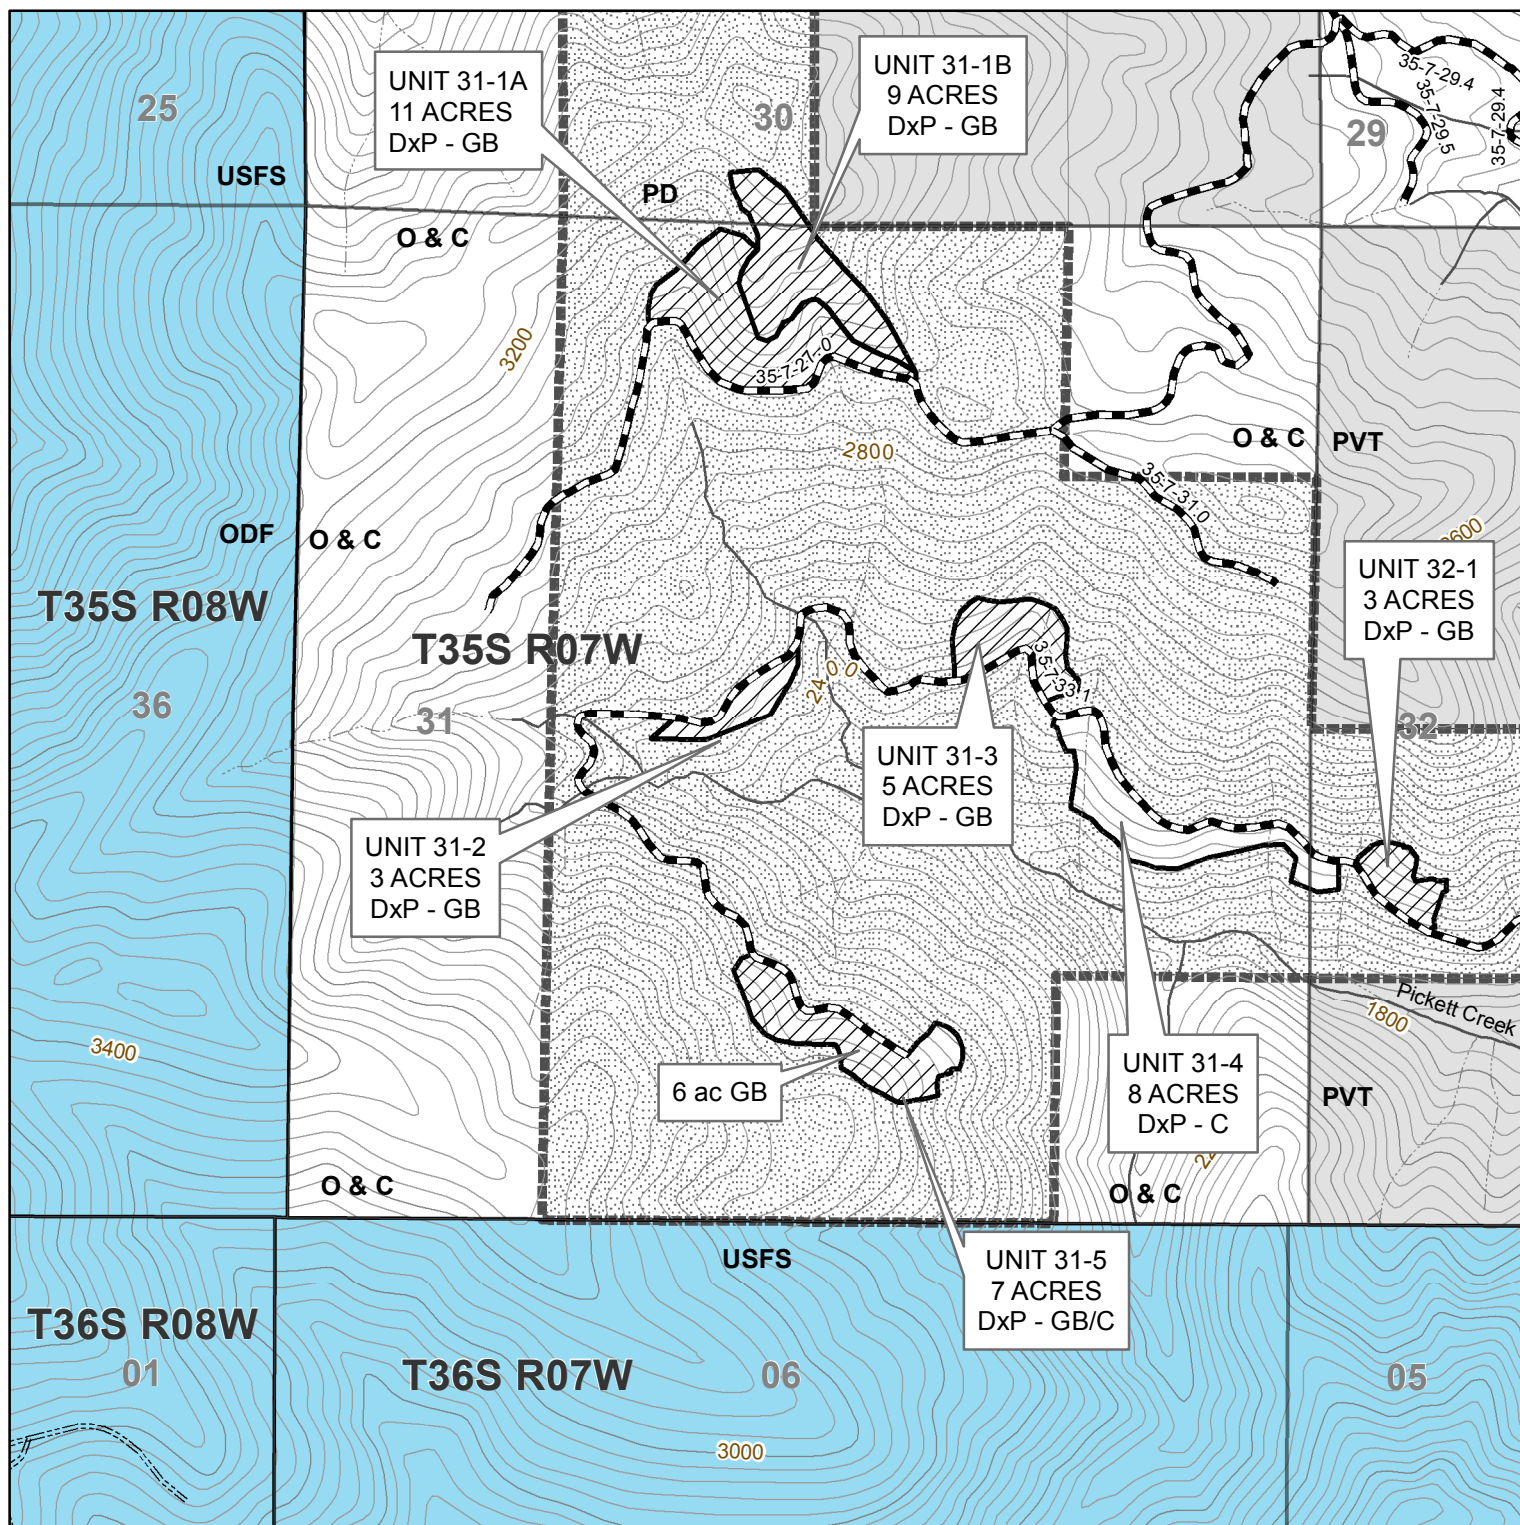 UNIT 31-1A
11 ACRES
DxP - GB
UNIT 31-1B
9 ACRES
DxP - GB
25
30
29
35-7-29.4
35-7-29.5
35-7-29.4
USFS
PD
O & C
3200
35-7-27.0
2800
O & C
PVT
35-7-31.0
ODF
O & C
UNIT 32-1
3 ACRES
DxP - GB
T35S R08W
T35S R07W
2400
35-7-33.1
36
31
32
UNIT 31-3
5 ACRES
DxP - GB
UNIT 31-2
3 ACRES
DxP - GB
Pickett Creek
1800
3400
UNIT 31-4
8 ACRES
DxP - C
6 ac GB
PVT
O & C
O & C
USFS
UNIT 31-5
7 ACRES
DxP - GB/C
T36S R08W
01
T36S R07W
06
05
3000